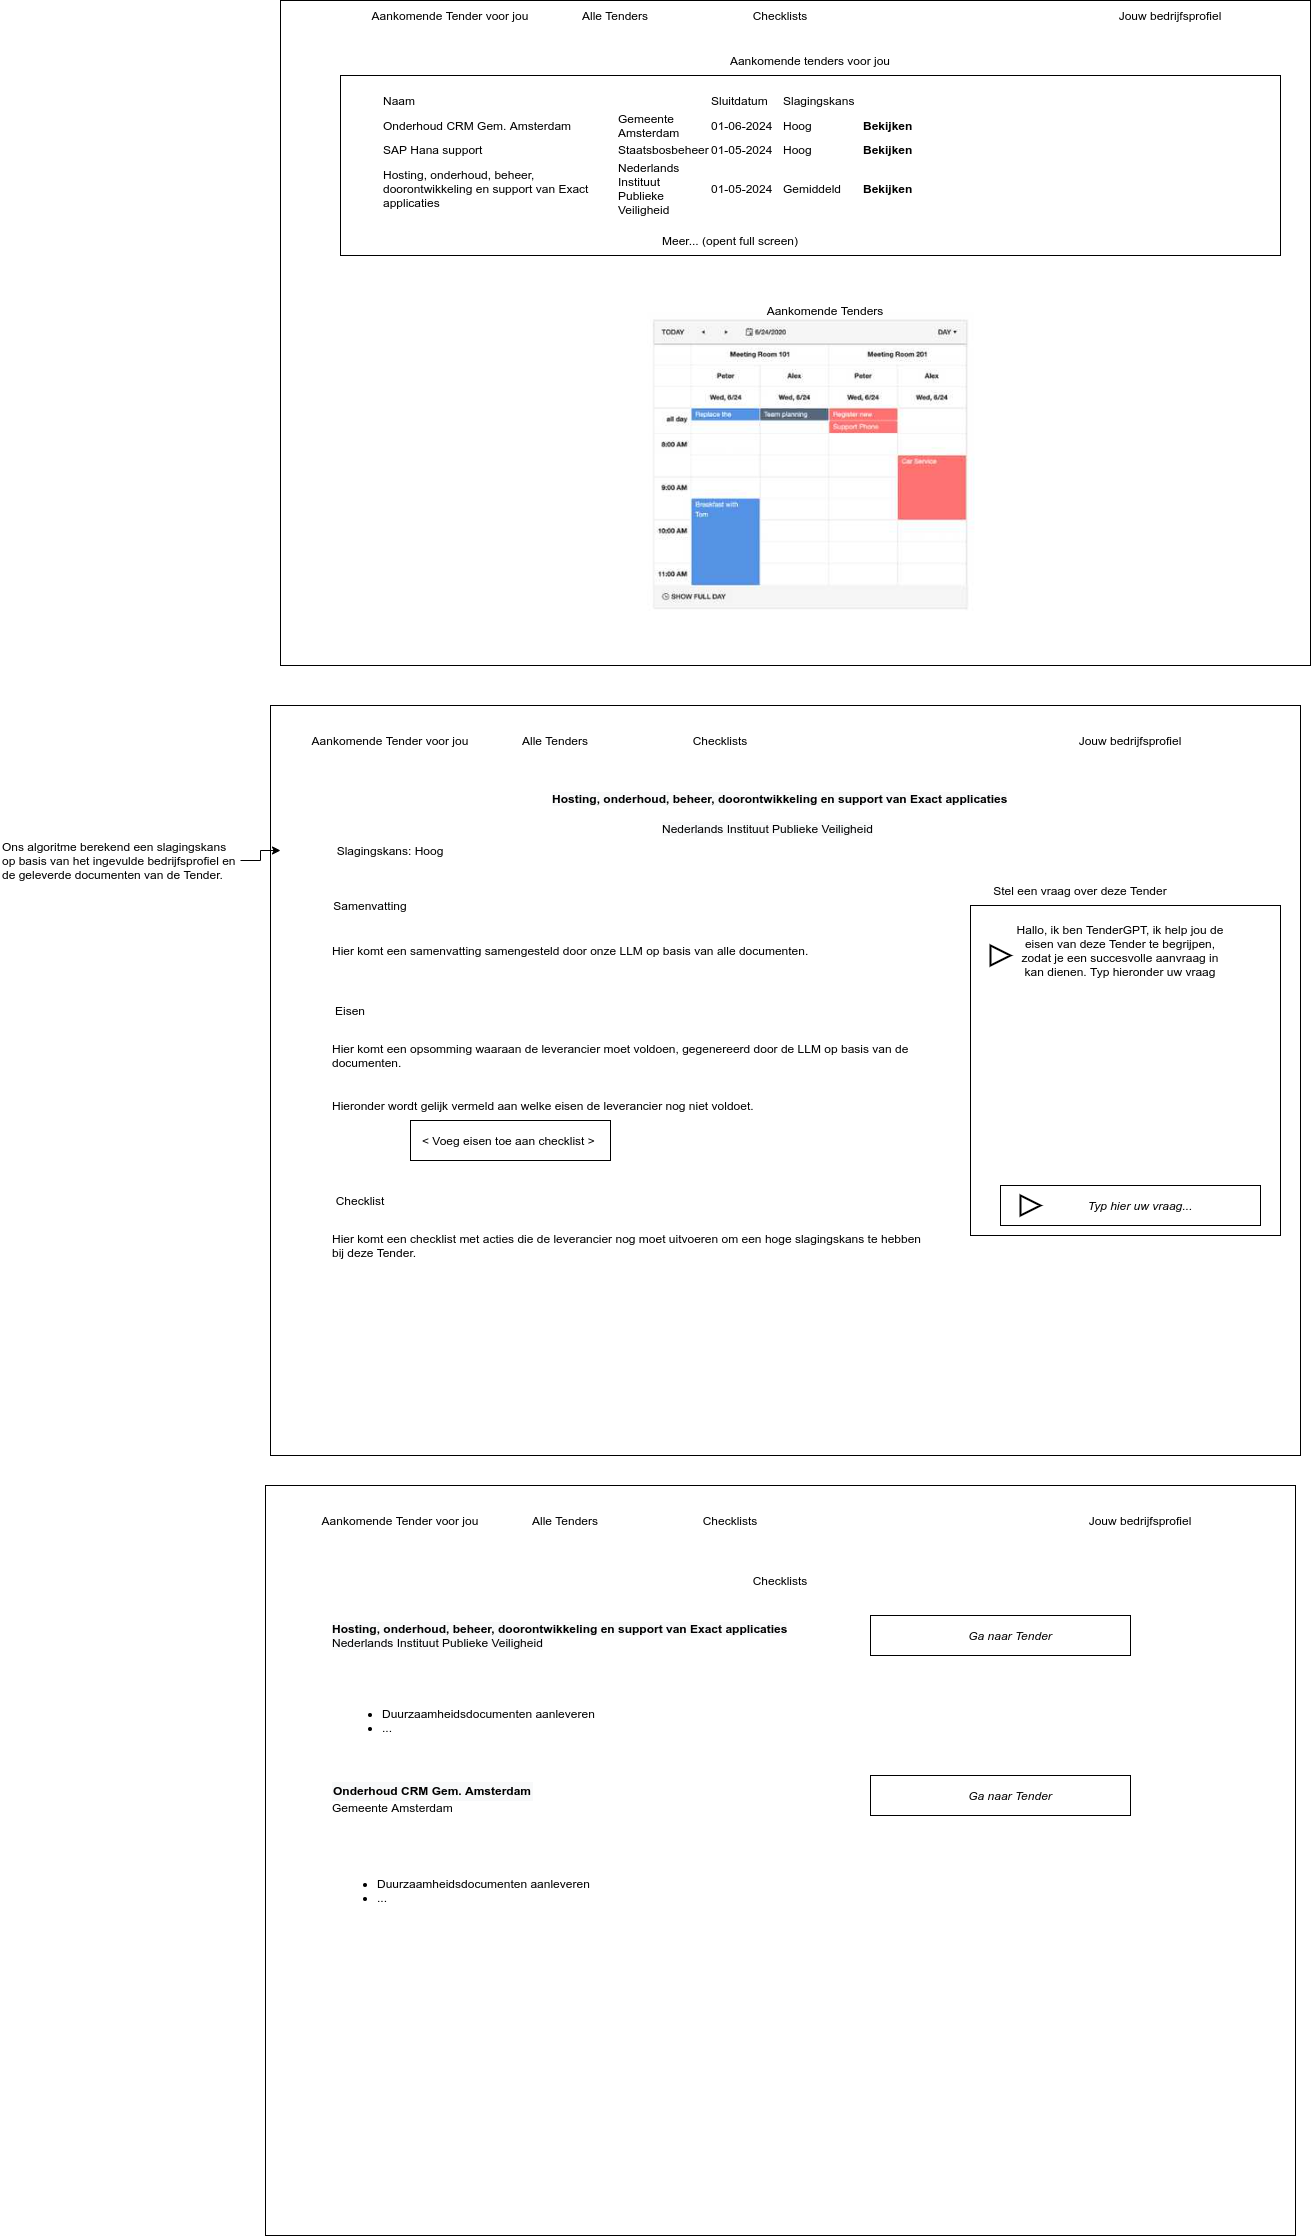 Aankomende Tender voor jou Alle Tenders Checklists Jouw bedrijfsprofiel
Aankomende tenders voor jou
Naam Sluitdatum Slagingskans
Onderhoud CRM Gem. Amsterdam Gemeente Amsterdam 01-06-2024 Hoog Bekijken
SAP Hana support Staatsbosbeheer 01-05-2024 Hoog Bekijken
Hosting, onderhoud, beheer,
doorontwikkeling en support van Exact
applicaties
Nederlands
Instituut
Publieke
Veiligheid
01-05-2024 Gemiddeld Bekijken
Meer... (opent full screen)
Aankomende Tenders
TODAY 6/24/2020 DAY
Meeting Room 101 Meeting Room 201
Peter Alex Peter Alex
Wed, 6/24 Wed, 6/24 Wed, 6/24 Wed, 6/24
all day Replace the Team planning Register new
Support Phone
8:00 AM
Car Service
9:00 AM
Breakfast with
Tom
10:00 AM
11:00 AM
SHOW FULL DAY
Aankomende Tender voor jou Alle Tenders Checklists Jouw bedrijfsprofiel
Hosting, onderhoud, beheer, doorontwikkeling en support van Exact applicaties
Nederlands Instituut Publieke Veiligheid
Ons algoritme berekend een slagingskans
op basis van het ingevulde bedrijfsprofiel en
de geleverde documenten van de Tender.
Slagingskans: Hoog
Samenvatting
Hier komt een samenvatting samengesteld door onze LLM op basis van alle documenten.
Eisen
Hier komt een opsomming waaraan de leverancier moet voldoen, gegenereerd door de LLM op basis van de
documenten.
Hieronder wordt gelijk vermeld aan welke eisen de leverancier nog niet voldoet.
< Voeg eisen toe aan checklist >
Checklist
Hier komt een checklist met acties die de leverancier nog moet uitvoeren om een hoge slagingskans te hebben
bij deze Tender.
Stel een vraag over deze Tender
Hallo, ik ben TenderGPT, ik help jou de
eisen van deze Tender te begrijpen,
zodat je een succesvolle aanvraag in
kan dienen. Typ hieronder uw vraag
Typ hier uw vraag...
Aankomende Tender voor jou Alle Tenders Checklists Jouw bedrijfsprofiel
Checklists
Hosting, onderhoud, beheer, doorontwikkeling en support van Exact applicaties
Nederlands Instituut Publieke Veiligheid
Ga naar Tender
• Duurzaamheidsdocumenten aanleveren
• ...
Onderhoud CRM Gem. Amsterdam
Gemeente Amsterdam
Ga naar Tender
• Duurzaamheidsdocumenten aanleveren
• ...